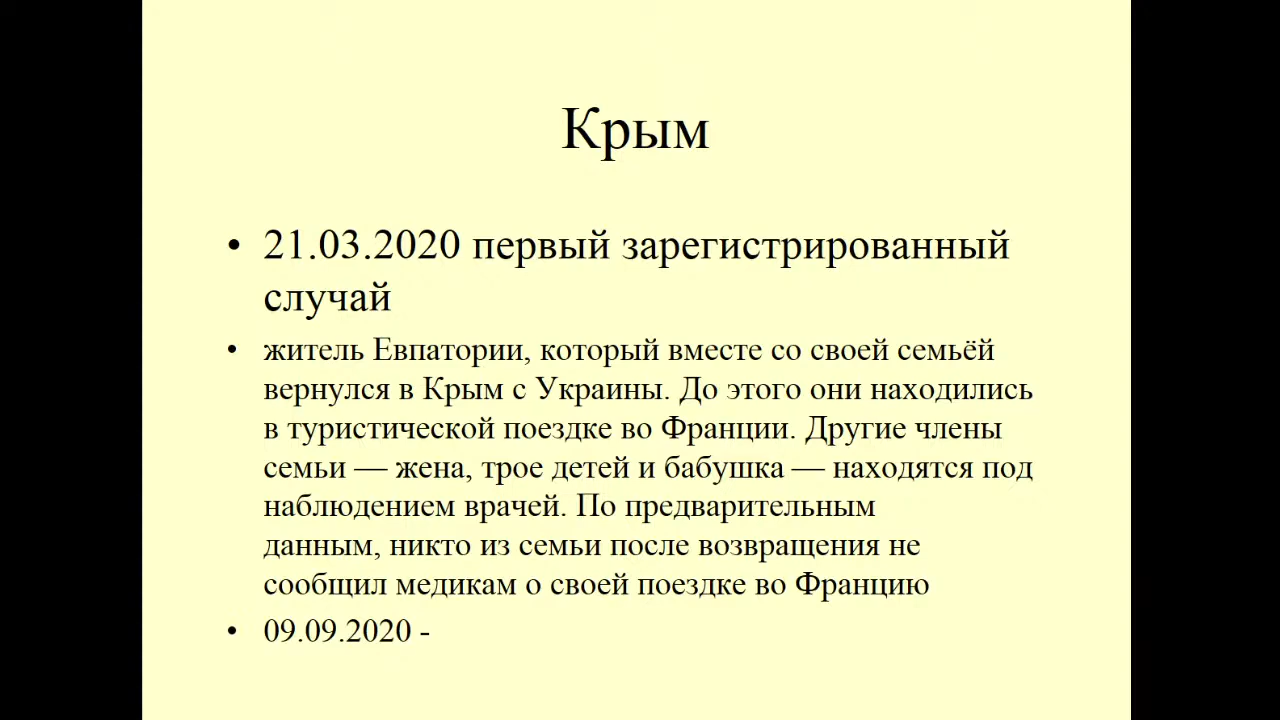 Крым
• 21.03.2020 первый зарегистрированный
случай
• житель Евпатории, который вместе со своей семьёй
вернулся в Крым с Украины. До этого они находились
в туристической поездке во Франции. Другие члены
семьи — жена, трое детей и бабушка — находятся под
наблюдением врачей. По предварительным
данным, никто из семьи после возвращения не
сообщил медикам о своей поездке во Францию
• 09.09.2020 -